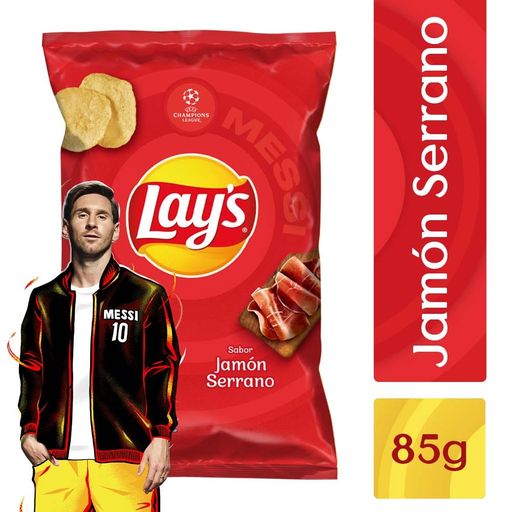 CHAMPIONS
LEAGUE®
MESSI
Lay's®
MESSI
10
Sabor
Jamón
Serrano
Jamón Serrano
85g